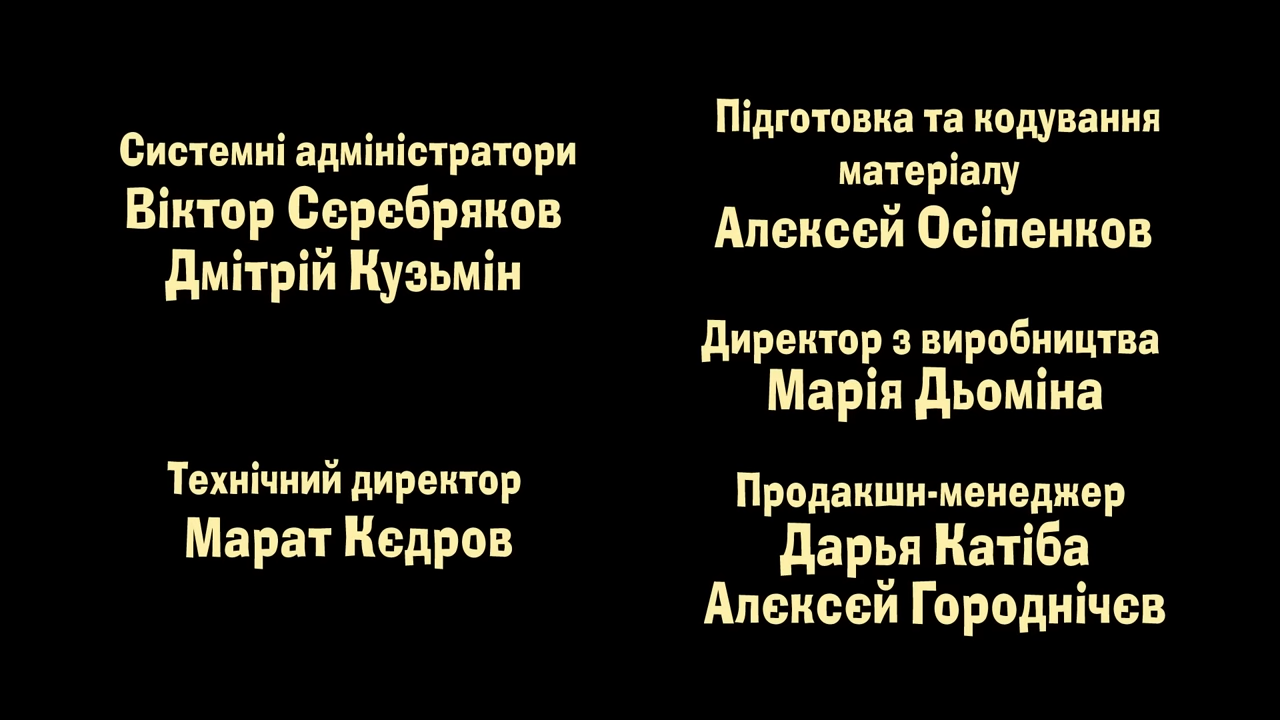 Системні адміністратори
Віктор Сєрєбряков
Дмітрій Кузьмін
Технічний директор
Марат Кєдров
Підготовка та кодування
матеріалу
Алєксєй Осіпенков
Директор з виробництва
Марія Дьоміна
Продакшн-менеджер
Дарья Катіба
Алєксєй Городнічєв